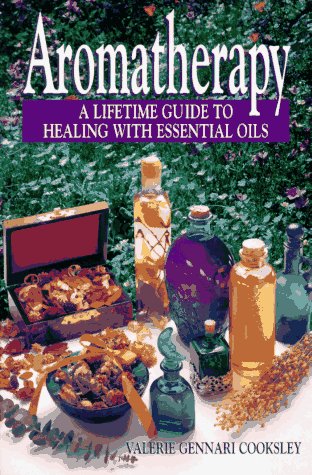 Aromatherapy
A LIFETIME GUIDE TO
HEALING WITH ESSENTIAL OILS
VALERIE GENNARI COOKSLEY